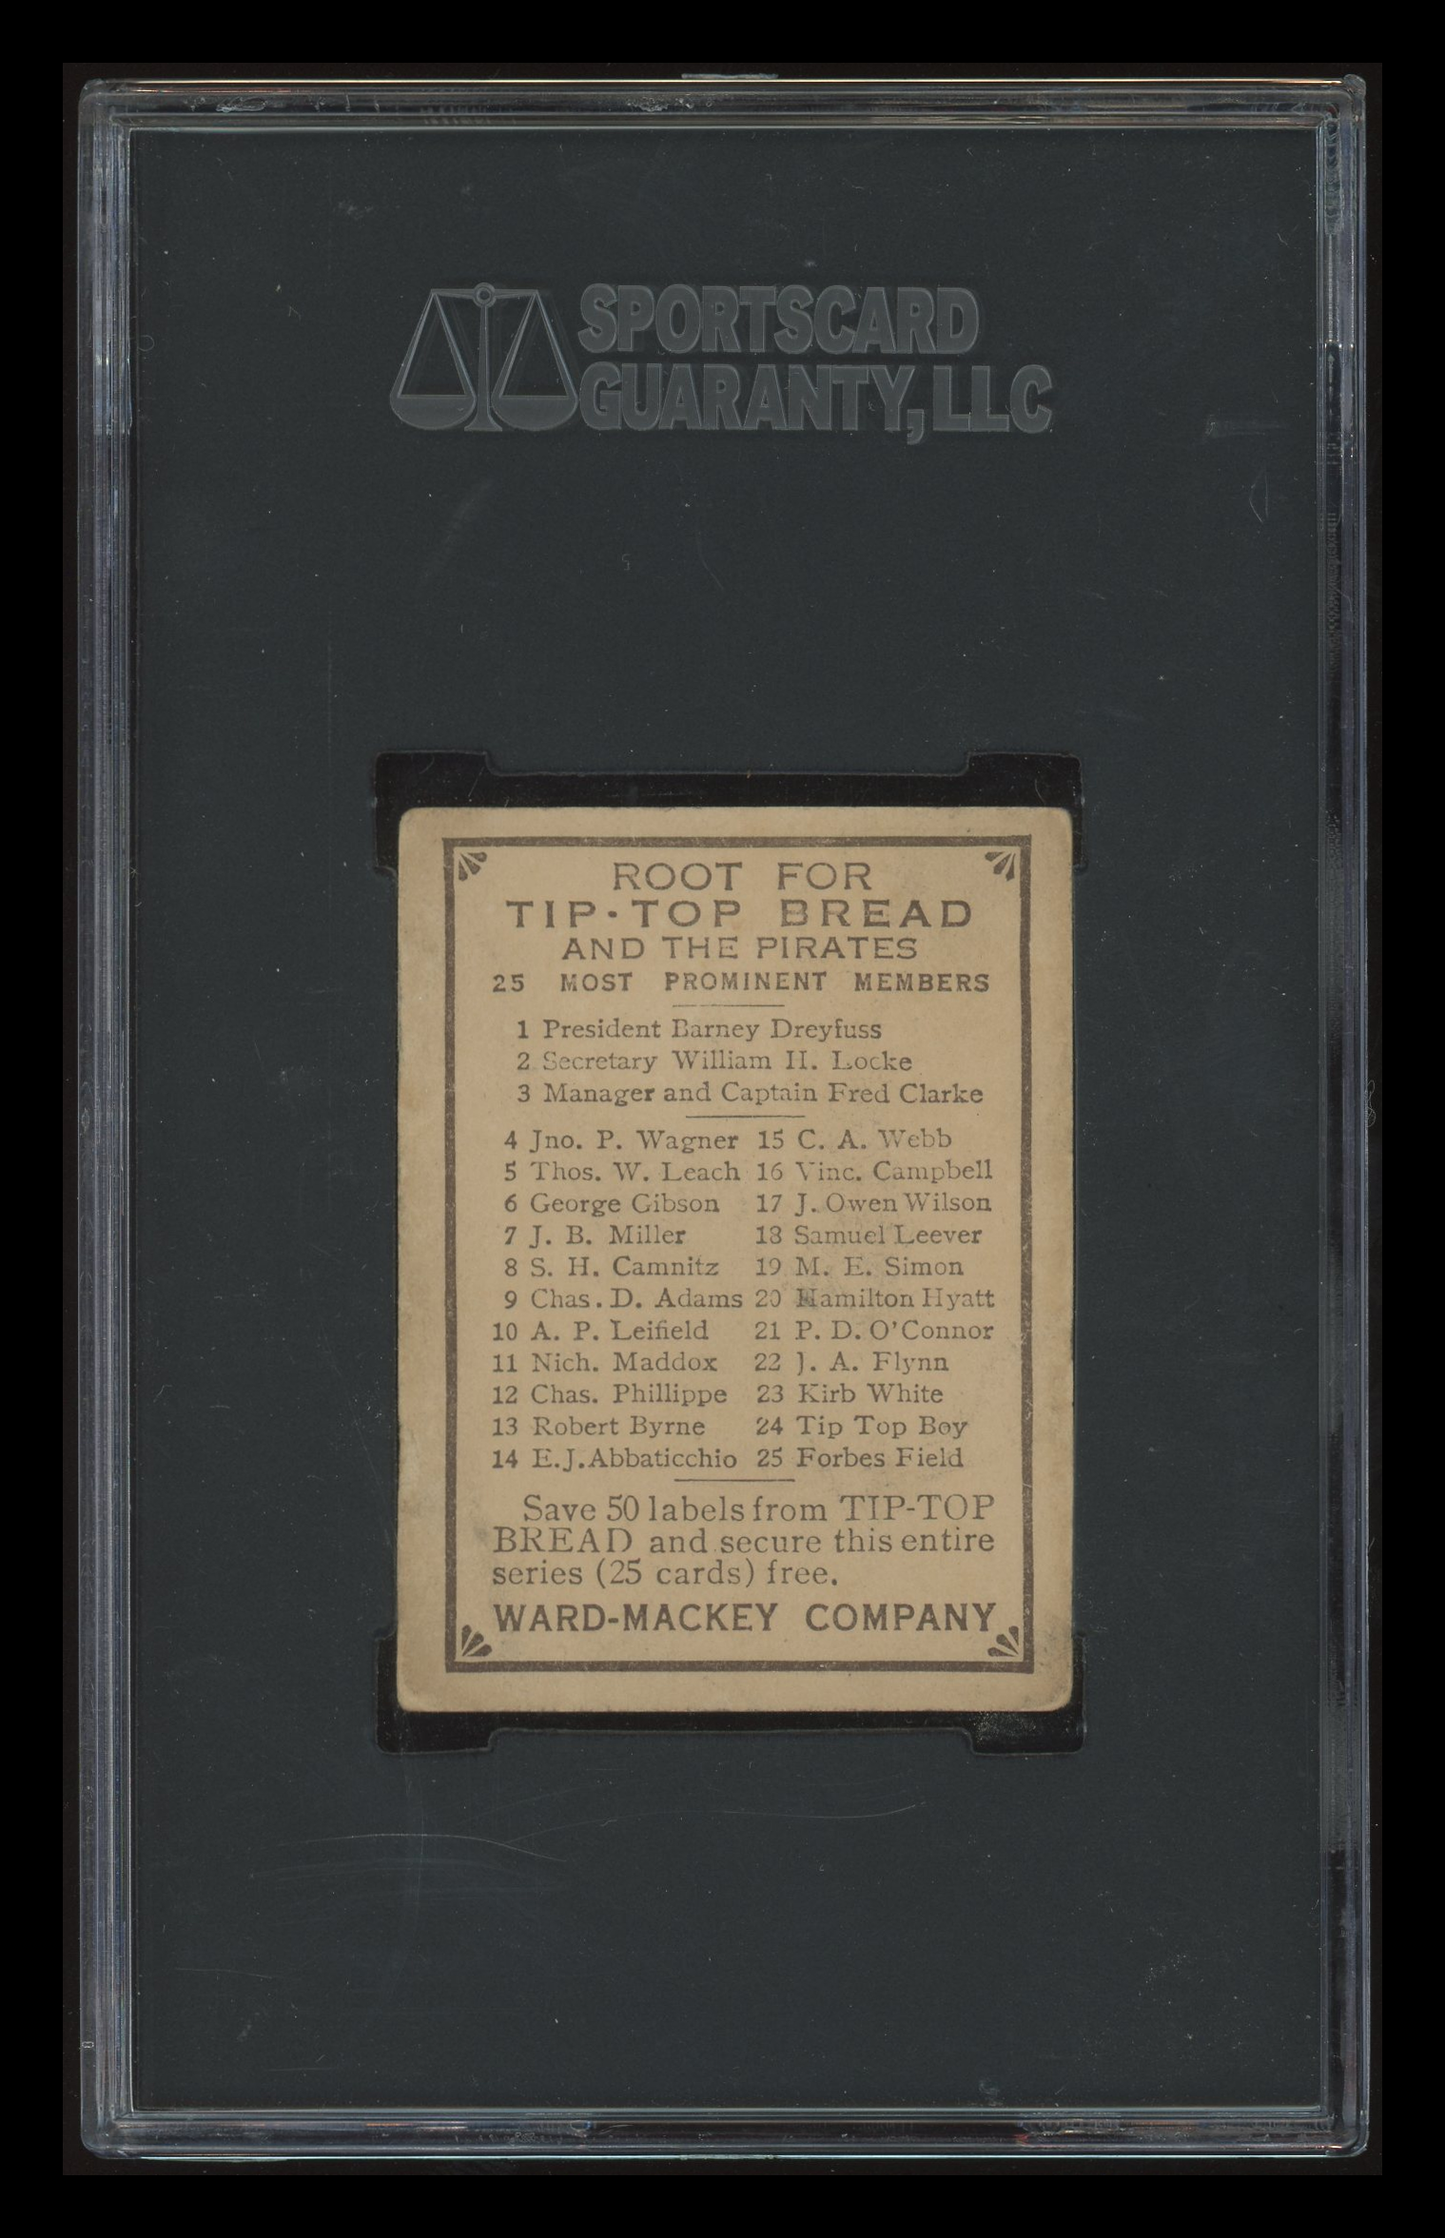 SPORTSCARD
GUARANTY, LLC
ROOT FOR
TIP-TOP BREAD
AND THE PIRATES
25 MOST PROMINENT MEMBERS
1 President Barney Dreyfuss
2 Secretary William H. Locke
3 Manager and Captain Fred Clarke
4 Jno. P. Wagner
5 Thos. W. Leach
6 George Gibson
7 J. B. Miller
8 S. H. Camnitz
9 Chas. D. Adams
10 A. P. Leifield
11 Nich. Maddox
12 Chas. Phillippe
13 Robert Byrne
14 E.J.Abbaticchio
15 C. A. Webb
16 Vinc. Campbell
17 J. Owen Wilson
18 Samuel Leever
19 M. E. Simon
20 Hamilton Hyatt
21 P. D. O'Connor
22 J. A. Flynn
23 Kirb White
24 Tip Top Boy
25 Forbes Field
Save 50 labels from TIP-TOP
BREAD and secure this entire
series (25 cards) free.
WARD-MACKEY COMPANY